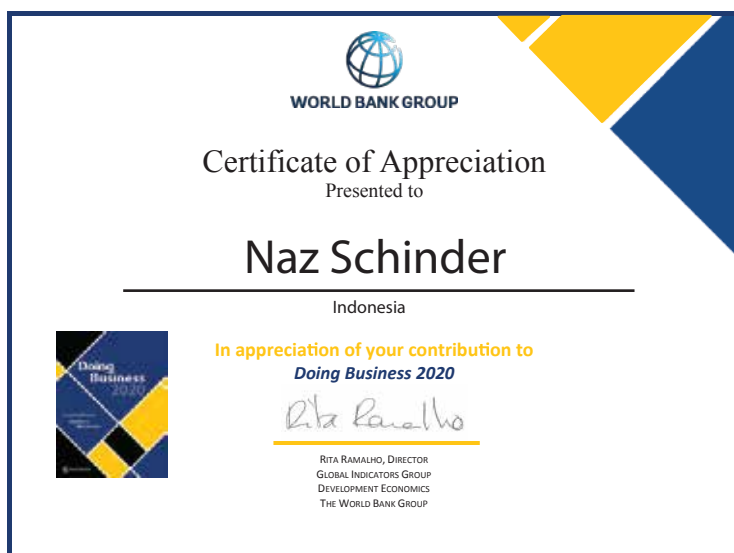 WORLD BANK GROUP
Certificate of Appreciation
Presented to
Naz Schinder
Indonesia
Doing
Business
2020
In appreciation of your contribution to
Doing Business 2020
Rita Ramalho
RITA RAMALHO, DIRECTOR
GLOBAL INDICATORS GROUP
DEVELOPMENT ECONOMICS
THE WORLD BANK GROUP